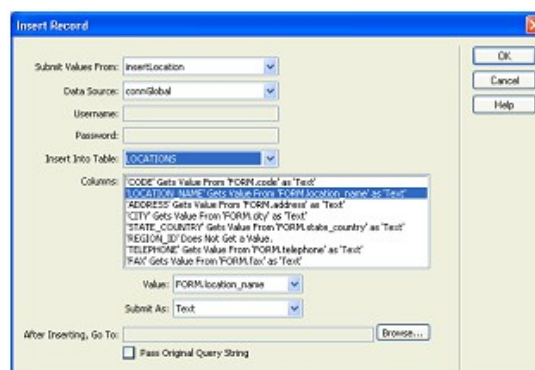 Insert Record
Submit Values From: insertLocation
OK
Data Source: connGlobal
Cancel
Username:
Help
Password:
Insert Into Table: LOCATIONS
Columns: 'CODE' Gets Value From 'FORM.code' as 'Text'
'LOCATION_NAME' Gets Value From 'FORM.location_name' as 'Text'
'ADDRESS' Gets Value From 'FORM.address' as 'Text'
'CITY' Gets Value From 'FORM.city' as 'Text'
'STATE_COUNTRY' Gets Value From 'FORM.state_country' as 'Text'
'REGION_ID' Does Not Get a Value.
'TELEPHONE' Gets Value From 'FORM.telephone' as 'Text'
'FAX' Gets Value From 'FORM.fax' as 'Text'
Value: FORM.location_name
Submit As: Text
After Inserting, Go To: Browse...
Pass Original Query String